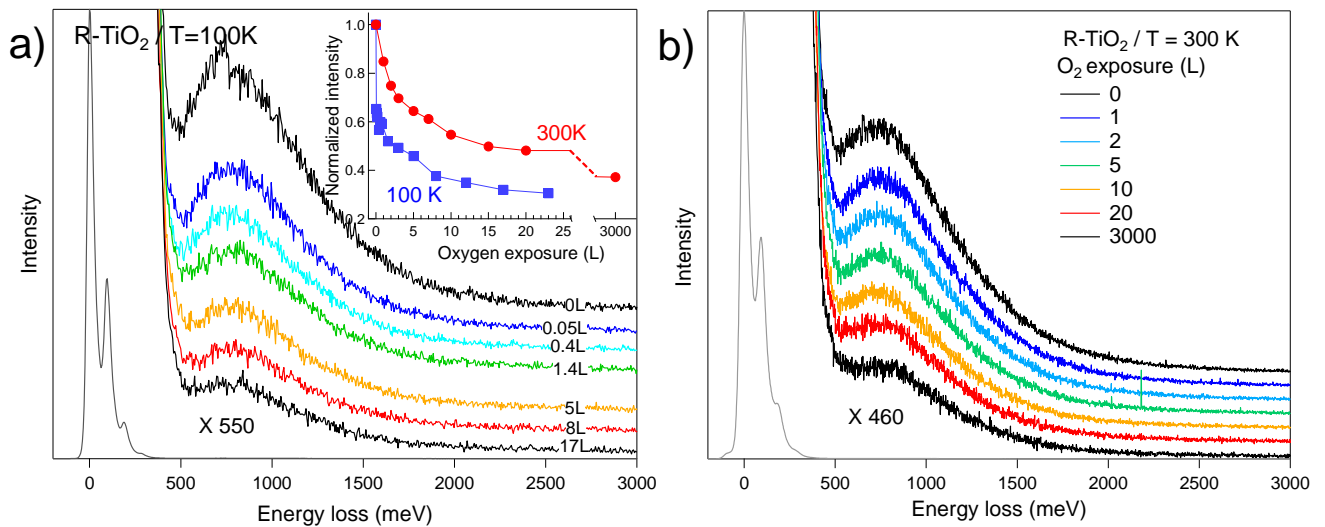 a)
R-TiO₂ / T=100K
Intensity
Normalized intensity
1.0
0.8
0.6
0.4
0.2
300K
100 K
0
5
10
15
20
25
3000
Oxygen exposure (L)
0L
0.05L
0.4L
1.4L
5L
8L
17L
X 550
0
500
1000
1500
2000
2500
3000
Energy loss (meV)
b)
R-TiO₂ / T = 300 K
O₂ exposure (L)
0
1
2
5
10
20
3000
Intensity
X 460
0
500
1000
1500
2000
2500
3000
Energy loss (meV)